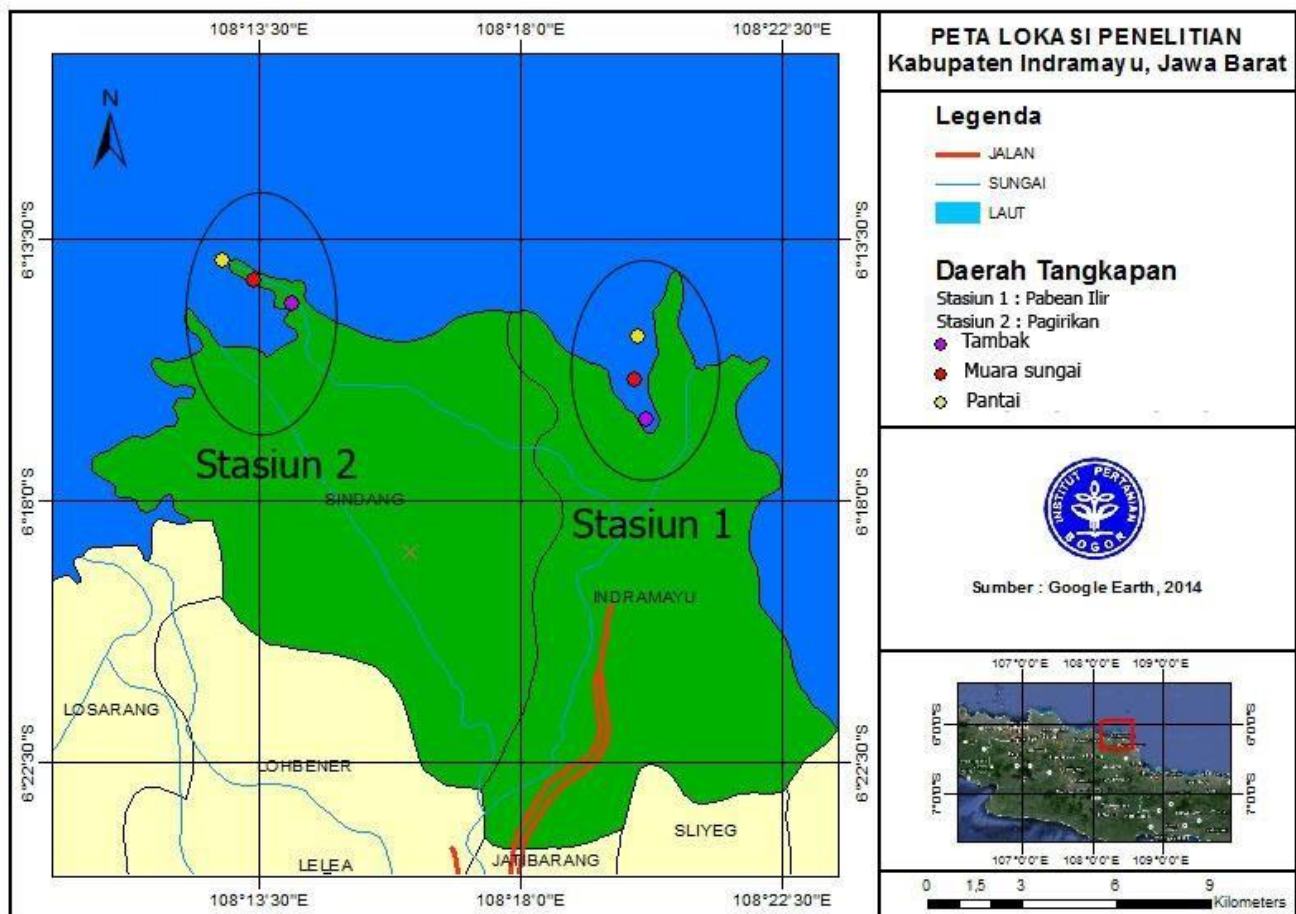 108°13'30"E 108°18'0"E 108°22'30"E
N
6°13'30"S
6°18'0"S
6°22'30"S
6°13'30"S
6°18'0"S
6°22'30"S
Stasiun 2
SINDANG
Stasiun 1
INDRAMAYU
LOSARANG
LOHBENER
SLIYEG
LELEA
JATIBARANG
108°13'30"E 108°18'0"E 108°22'30"E
PETA LOKASI PENELITIAN
Kabupaten Indramayu, Jawa Barat
Legenda
JALAN
SUNGAI
LAUT
Daerah Tangkapan
Stasiun 1 : Pabean Ilir
Stasiun 2 : Pagirikan
Tambak
Muara sungai
Pantai
INSTITUT PERTANIAN
BOGOR
Sumber : Google Earth, 2014
107°0'0"E 108°0'0"E 109°0'0"E
6°0'0"S
7°0'0"S
6°0'0"S
7°0'0"S
107°0'0"E 108°0'0"E 109°0'0"E
0 1,5 3 6 9
Kilometers